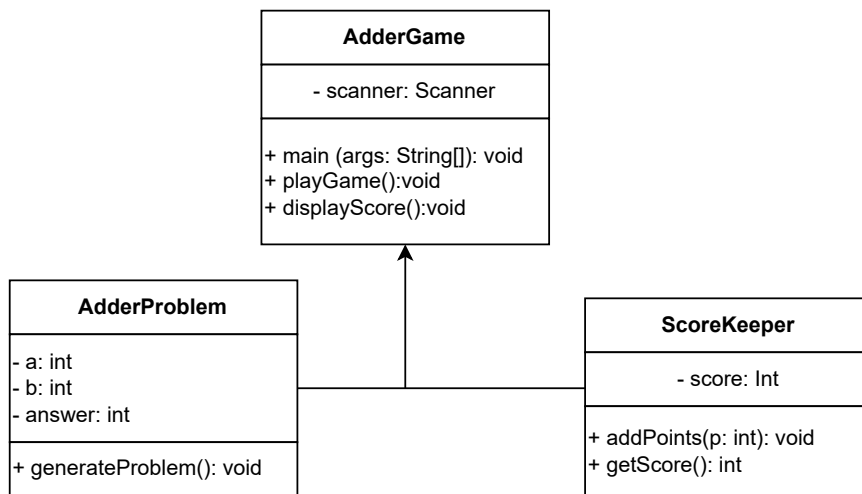 AdderGame
- scanner: Scanner
+ main (args: String[]): void
+ playGame():void
+ displayScore():void
AdderProblem
- a: int
- b: int
- answer: int
+ generateProblem(): void
ScoreKeeper
- score: Int
+ addPoints(p: int): void
+ getScore(): int